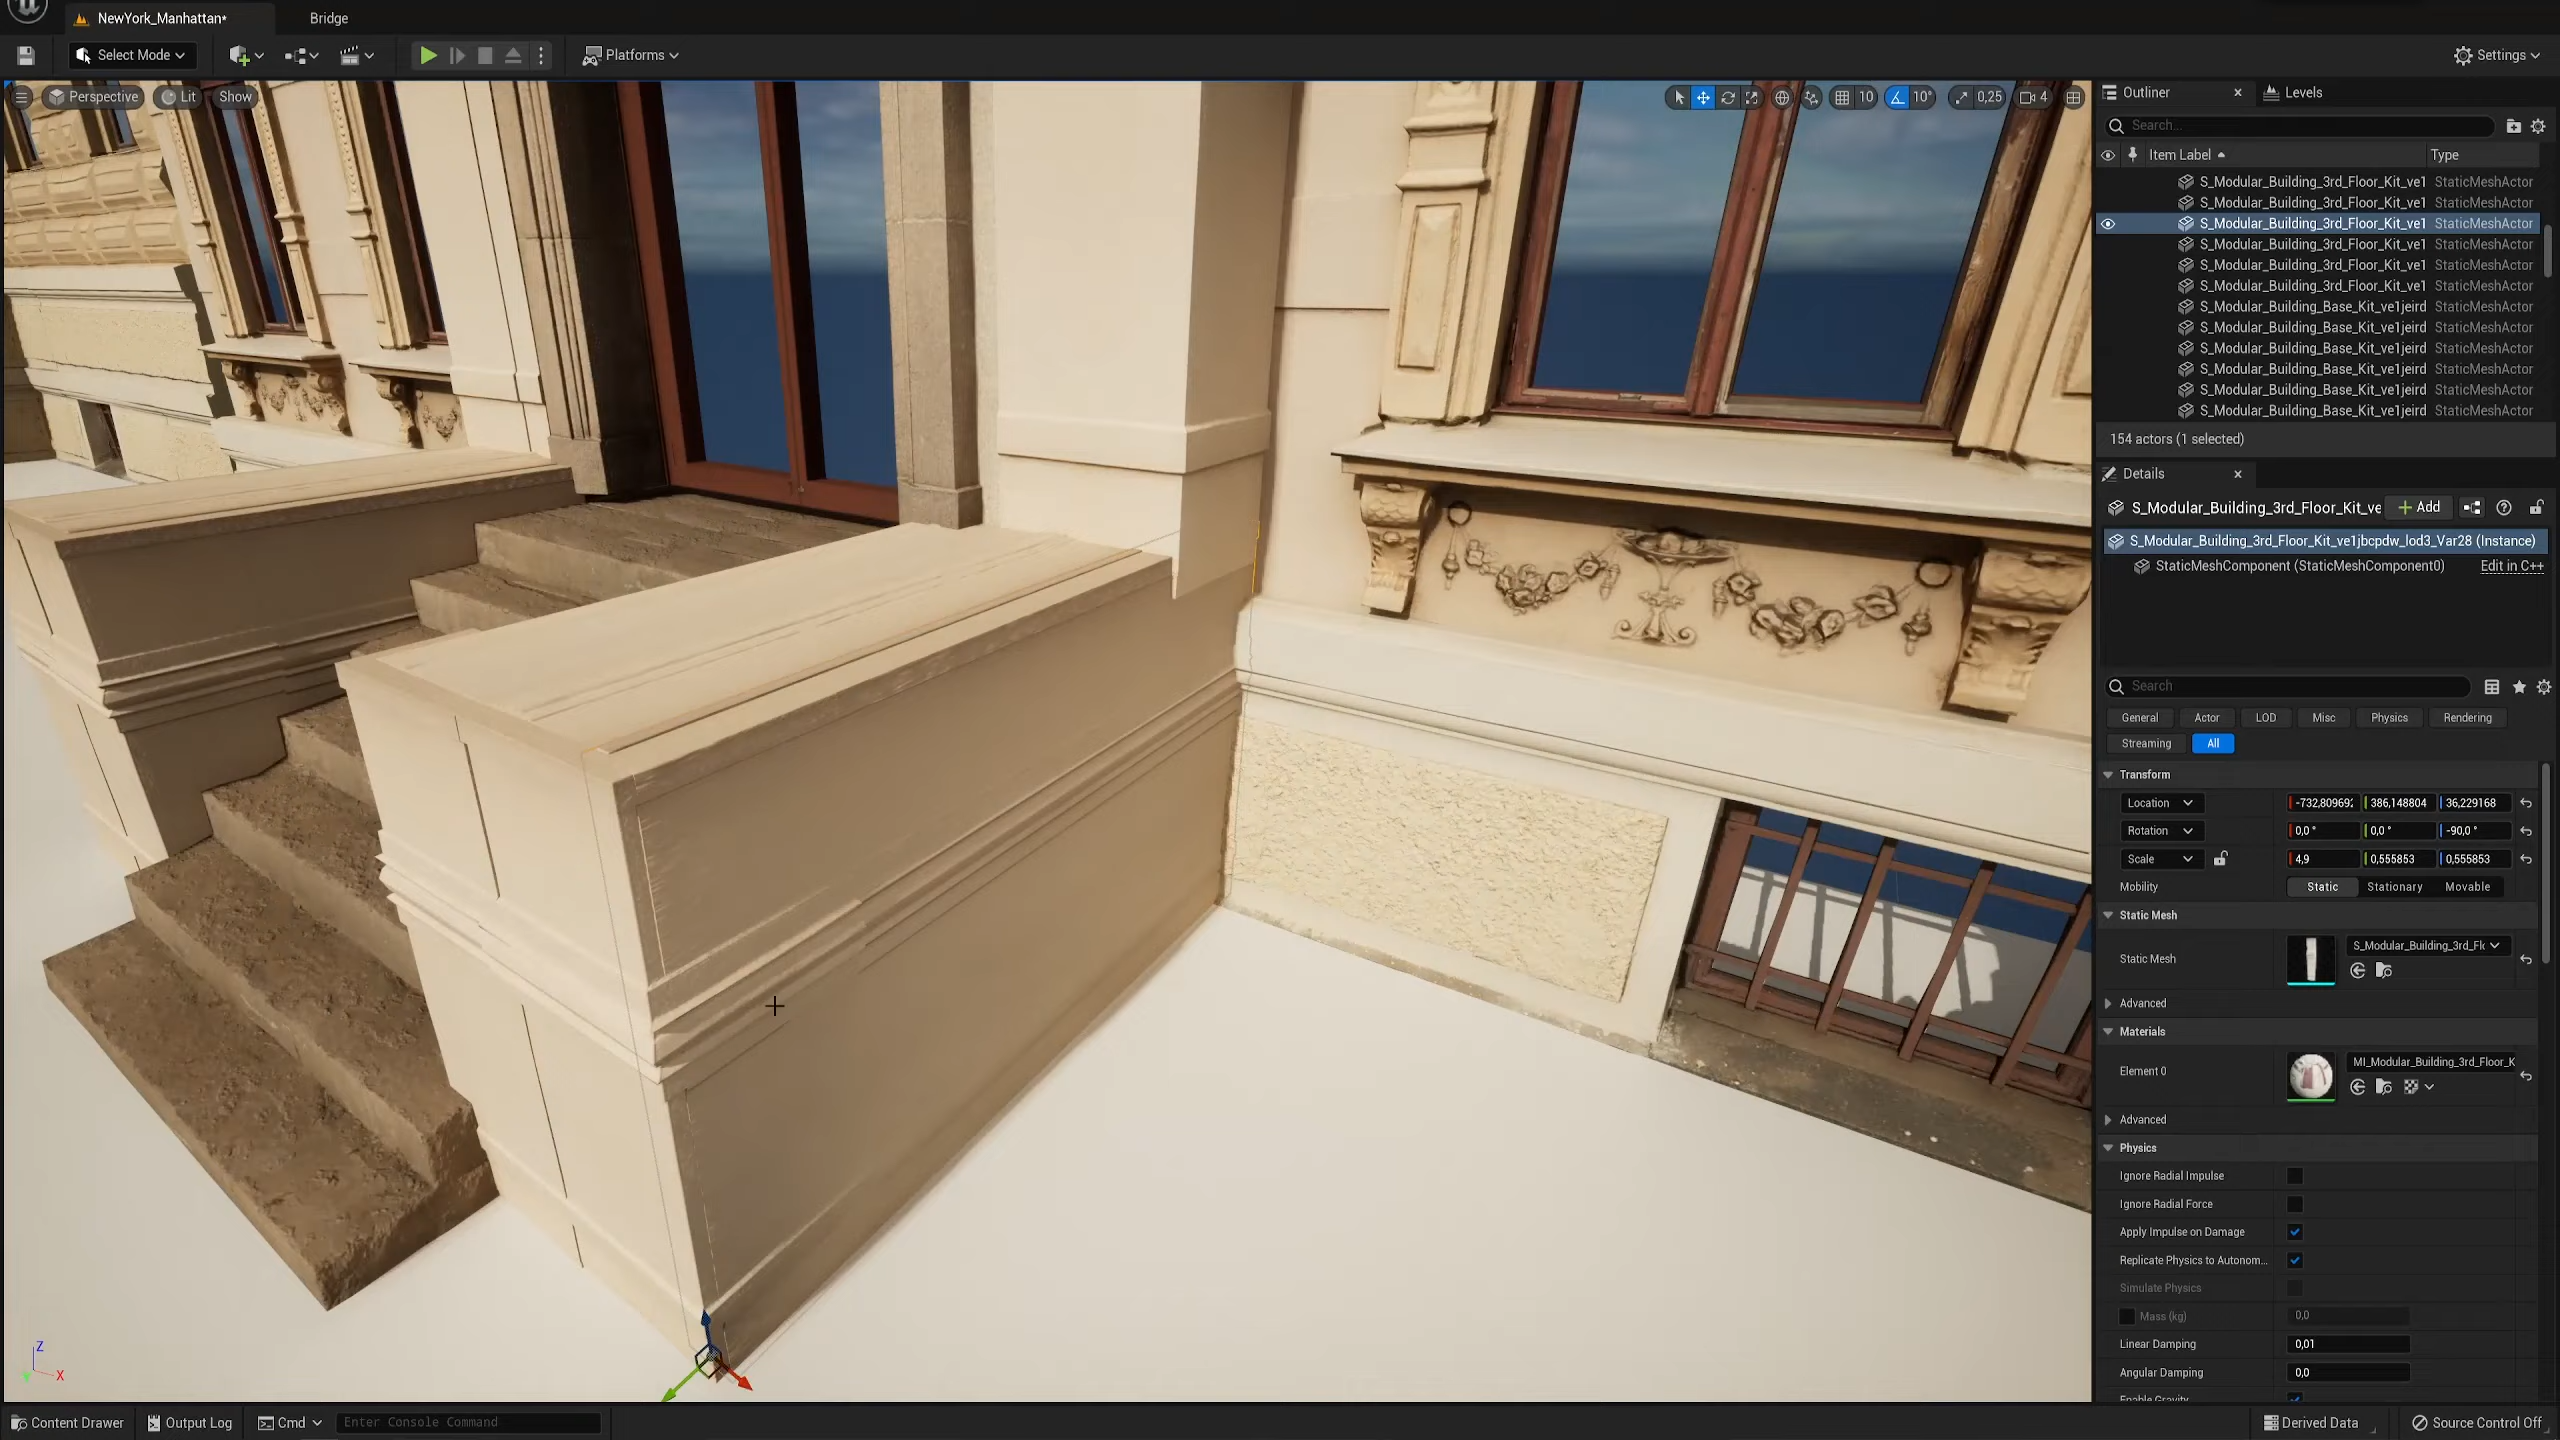 NewYork_Manhattan*
Bridge
Select Mode
Platforms
Settings
Perspective
Lit
Show
10
10°
0,25
4
Outliner
Levels
Search...
Item Label
Type
S_Modular_Building_3rd_Floor_Kit_ve1 StaticMeshActor
S_Modular_Building_3rd_Floor_Kit_ve1 StaticMeshActor
S_Modular_Building_3rd_Floor_Kit_ve1 StaticMeshActor
S_Modular_Building_3rd_Floor_Kit_ve1 StaticMeshActor
S_Modular_Building_3rd_Floor_Kit_ve1 StaticMeshActor
S_Modular_Building_3rd_Floor_Kit_ve1 StaticMeshActor
S_Modular_Building_Base_Kit_ve1jeird StaticMeshActor
S_Modular_Building_Base_Kit_ve1jeird StaticMeshActor
S_Modular_Building_Base_Kit_ve1jeird StaticMeshActor
S_Modular_Building_Base_Kit_ve1jeird StaticMeshActor
S_Modular_Building_Base_Kit_ve1jeird StaticMeshActor
S_Modular_Building_Base_Kit_ve1jeird StaticMeshActor
154 actors (1 selected)
Details
S_Modular_Building_3rd_Floor_Kit_ve
+ Add
S_Modular_Building_3rd_Floor_Kit_ve1jbcpdw_lod3_Var28 (Instance)
StaticMeshComponent (StaticMeshComponent0) Edit in C++
Search
General Actor LOD Misc Physics Rendering
Streaming All
Transform
Location -732,809692 386,148804 36,229168
Rotation 0,0 ° 0,0 ° -90,0 °
Scale 4,9 0,555853 0,555853
Mobility Static Stationary Movable
Static Mesh
S_Modular_Building_3rd_Fl
Static Mesh
Advanced
Materials
MI_Modular_Building_3rd_Floor_K
Element 0
Advanced
Physics
Ignore Radial Impulse
Ignore Radial Force
Apply Impulse on Damage
Replicate Physics to Autonom...
Simulate Physics
Mass (kg) 0,0
Linear Damping 0,01
Angular Damping 0,0
Enable Gravity
Z
X
Content Drawer
Output Log
Cmd
Enter Console Command
Derived Data
Source Control Off